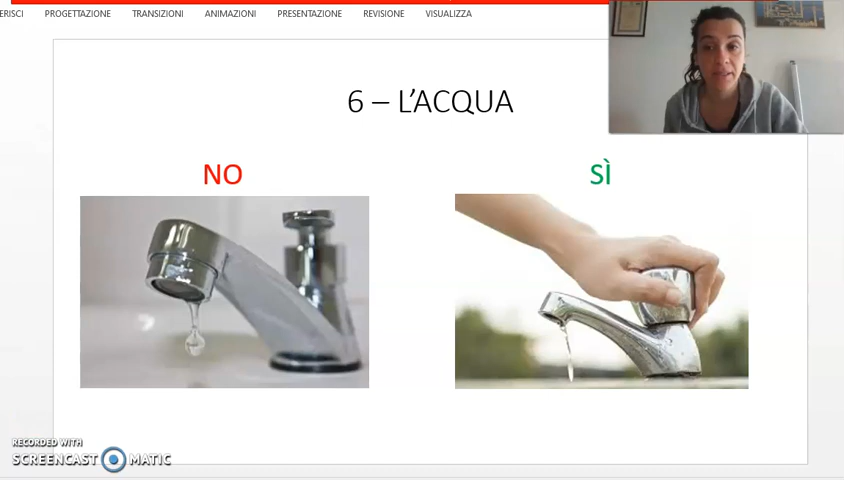 ERISCI PROGETTAZIONE TRANSIZIONI ANIMAZIONI PRESENTAZIONE REVISIONE VISUALIZZA
6 – L'ACQUA
NO
SÌ
RECORDED WITH
SCREENCAST MATIC